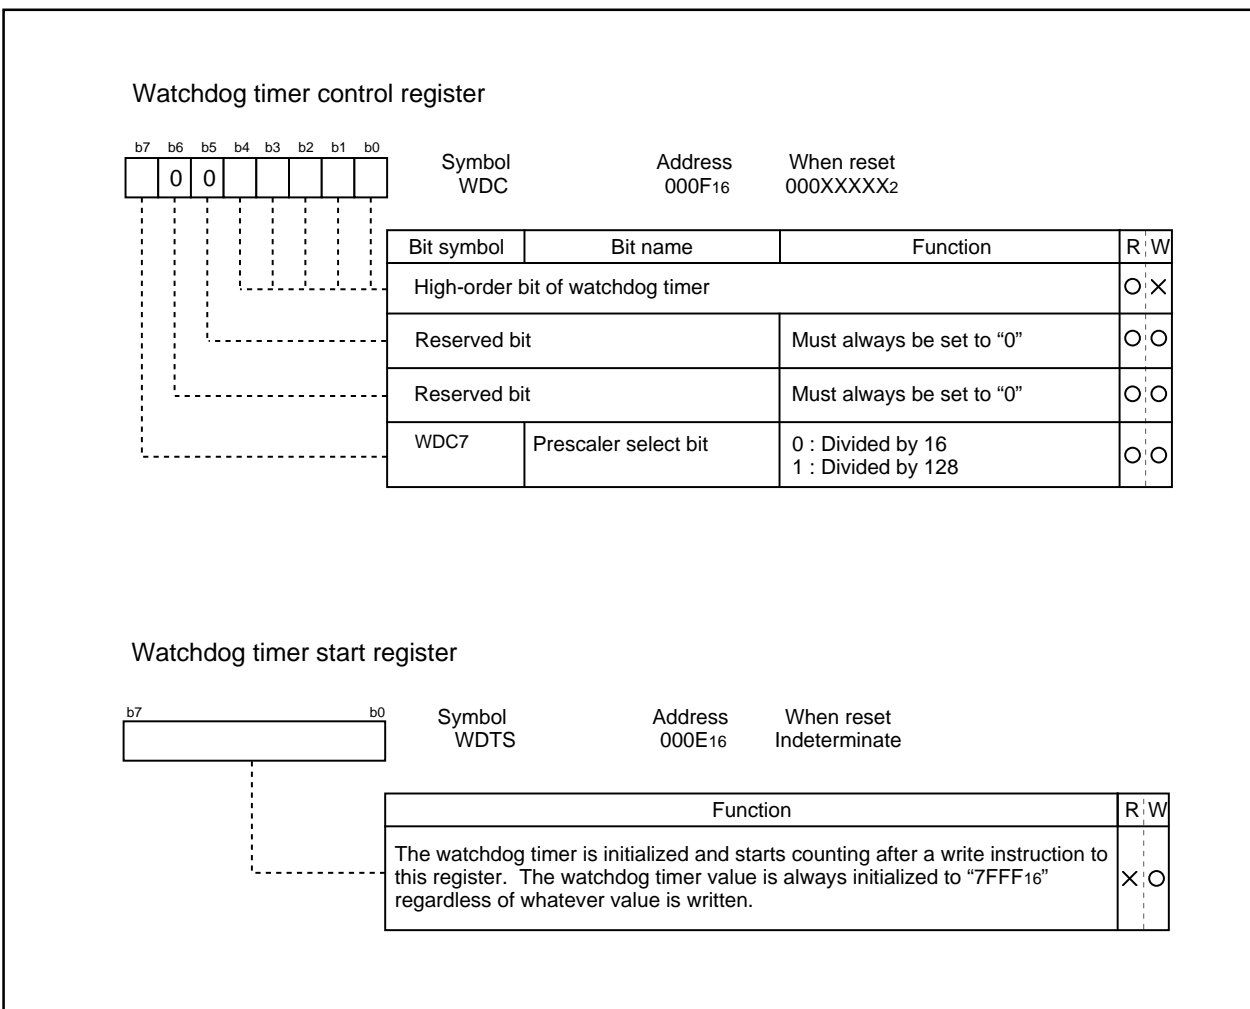 Watchdog timer control register
b7 b6 b5 b4 b3 b2 b1 b0
0 0
Symbol Address When reset
WDC 000F16 000XXXXX2
Bit symbol Bit name Function R W
High-order bit of watchdog timer
Reserved bit Must always be set to “0”
Reserved bit Must always be set to “0”
WDC7 Prescaler select bit 0 : Divided by 16
1 : Divided by 128
Watchdog timer start register
b7 b0
Symbol Address When reset
WDTS 000E16 Indeterminate
Function R W
The watchdog timer is initialized and starts counting after a write instruction to
this register. The watchdog timer value is always initialized to “7FFF16”
regardless of whatever value is written.